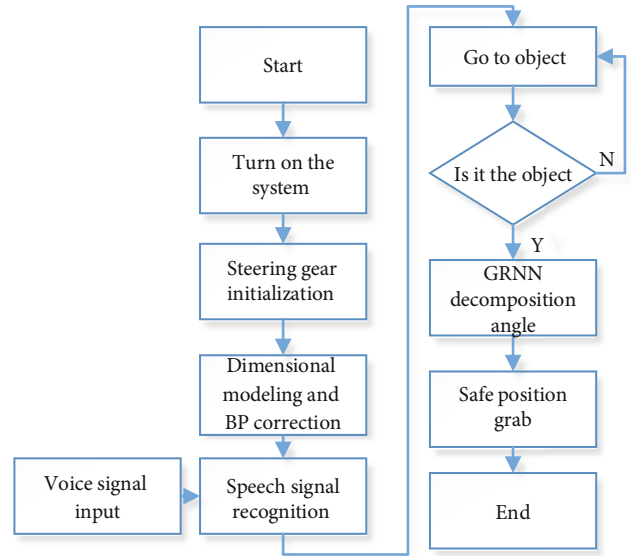 Start
Turn on the
system
Steering gear
initialization
Dimensional
modeling and
BP correction
Voice signal
input
Speech signal
recognition
Go to object
Is it the object
N
Y
GRNN
decomposition
angle
Safe position
grab
End